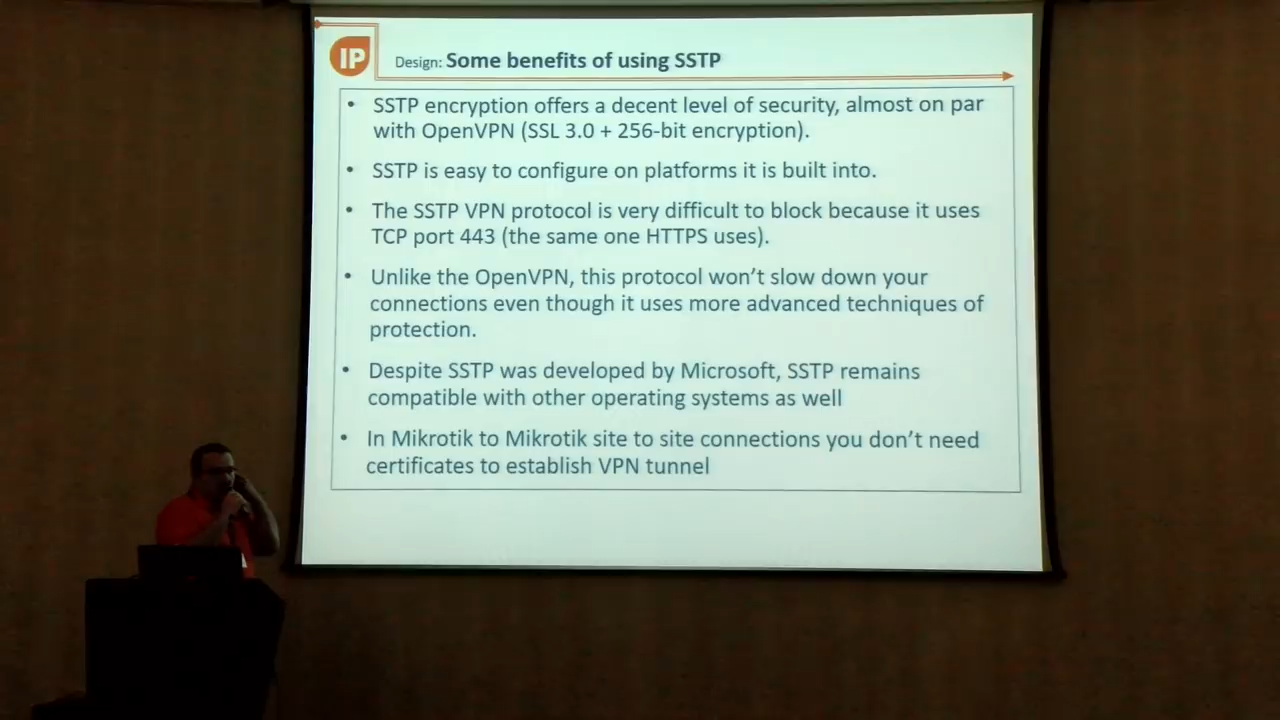 IP
Design: Some benefits of using SSTP
• SSTP encryption offers a decent level of security, almost on par
with OpenVPN (SSL 3.0 + 256-bit encryption).
• SSTP is easy to configure on platforms it is built into.
• The SSTP VPN protocol is very difficult to block because it uses
TCP port 443 (the same one HTTPS uses).
• Unlike the OpenVPN, this protocol won't slow down your
connections even though it uses more advanced techniques of
protection.
• Despite SSTP was developed by Microsoft, SSTP remains
compatible with other operating systems as well
• In Mikrotik to Mikrotik site to site connections you don't need
certificates to establish VPN tunnel